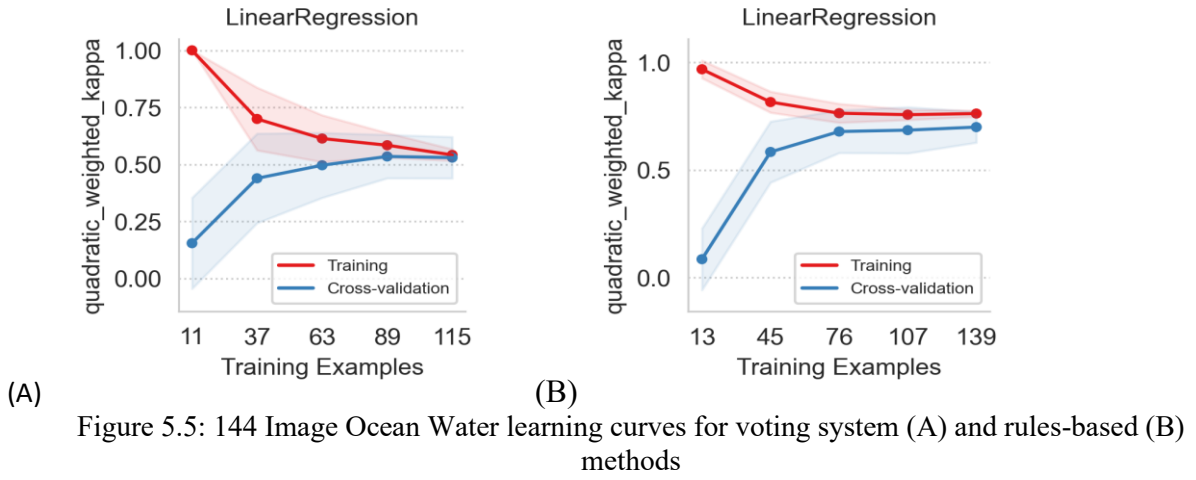 LinearRegression
quadratic_weighted_kappa
1.00
0.75
0.50
0.25
0.00
Training
Cross-validation
11 37 63 89 115
Training Examples
(A)
LinearRegression
quadratic_weighted_kappa
1.0
0.5
0.0
Training
Cross-validation
13 45 76 107 139
Training Examples
(B)
Figure 5.5: 144 Image Ocean Water learning curves for voting system (A) and rules-based (B)
methods